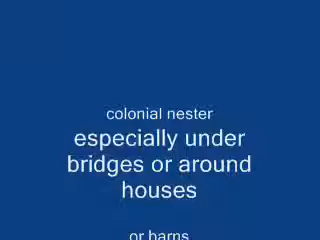 colonial nester
especially under
bridges or around
houses
or barns